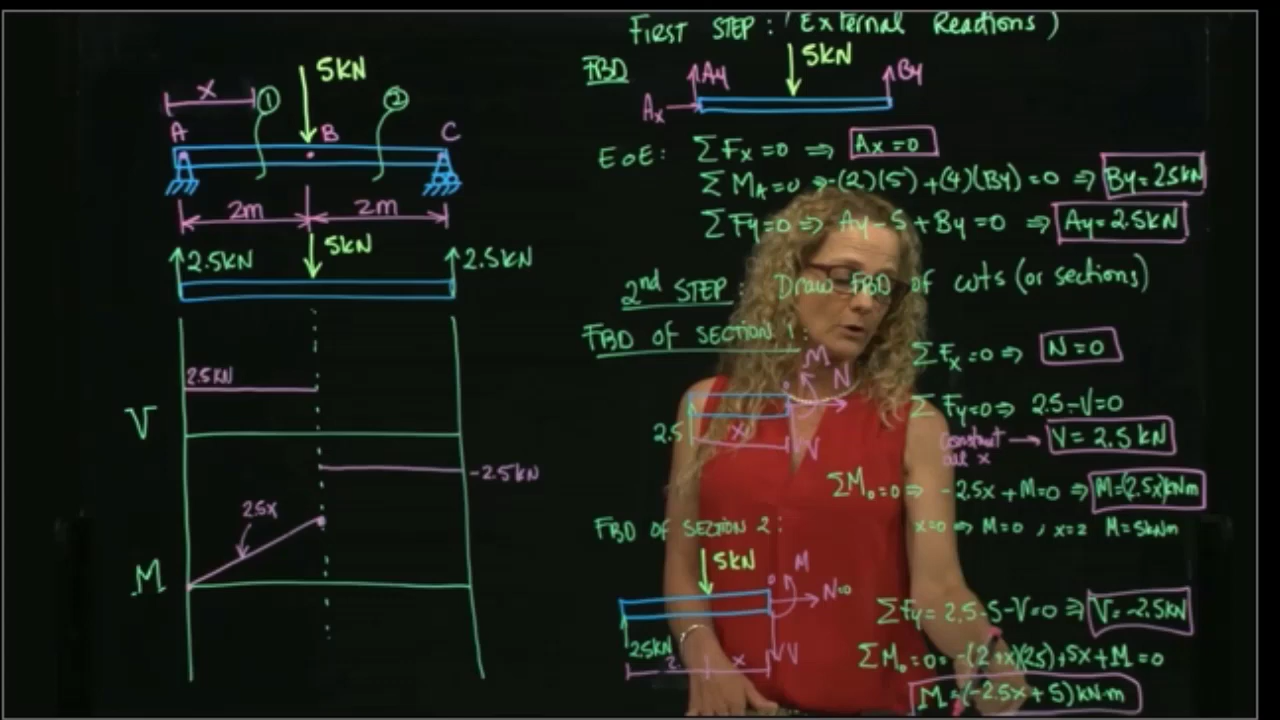 FIRST STEP: (External Reactions)
FBD
Ay
5KN
By
Ax
EoE: ΣFx=0 ⇒ Ax=0
ΣMA=0 ⇒ -(2)(5)+(4)(By)=0 ⇒ By=2.5KN
ΣFy=0 ⇒ Ay-5+By=0 ⇒ Ay=2.5KN
2nd STEP: Draw FBD of cuts (or sections)
FBD OF SECTION 1:
M
N
2.5
x
V
ΣFx=0 ⇒ N=0
ΣFy=0 ⇒ 2.5-V=0
constant all x → V=2.5KN
ΣMo=0 ⇒ -2.5x+M=0 ⇒ M=(2.5x)KNm
x=0 ⇒ M=0, x=2 M=5KNm
FBD OF SECTION 2:
5KN
o
M
N=0
2.5KN
2
x
V
ΣFy=2.5-5-V=0 ⇒ V=-2.5KN
ΣMo=0=-(2+x)(2.5)+5x+M=0
M=(-2.5x+5)KN·m
5KN
x
1
2
A
B
C
2m
2m
2.5KN
5KN
2.5KN
2.5KN
V
-2.5KN
2.5x
M